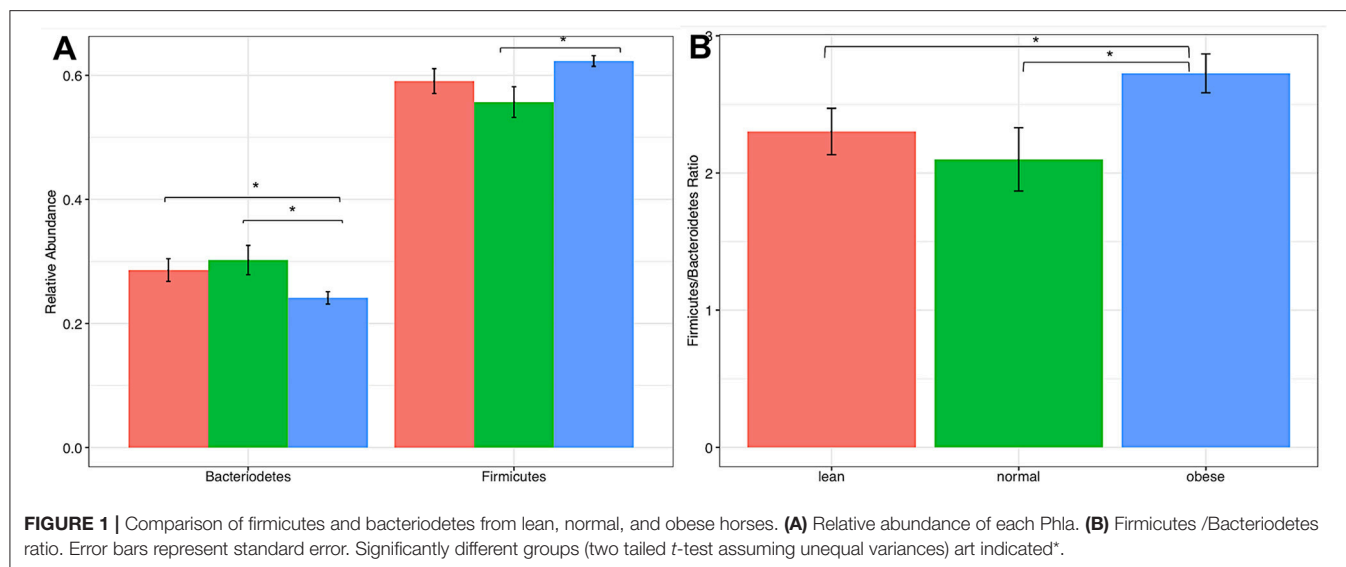 A
*
0.6
*
*
0.4
Relative Abundance
0.2
0.0
Bacteriodetes Firmicutes
B
3
*
*
2
Firmicutes/Bacteroidetes Ratio
1
0
lean normal obese
FIGURE 1 | Comparison of firmicutes and bacteriodetes from lean, normal, and obese horses. (A) Relative abundance of each Phla. (B) Firmicutes /Bacteriodetes
ratio. Error bars represent standard error. Significantly different groups (two tailed t-test assuming unequal variances) art indicated*.